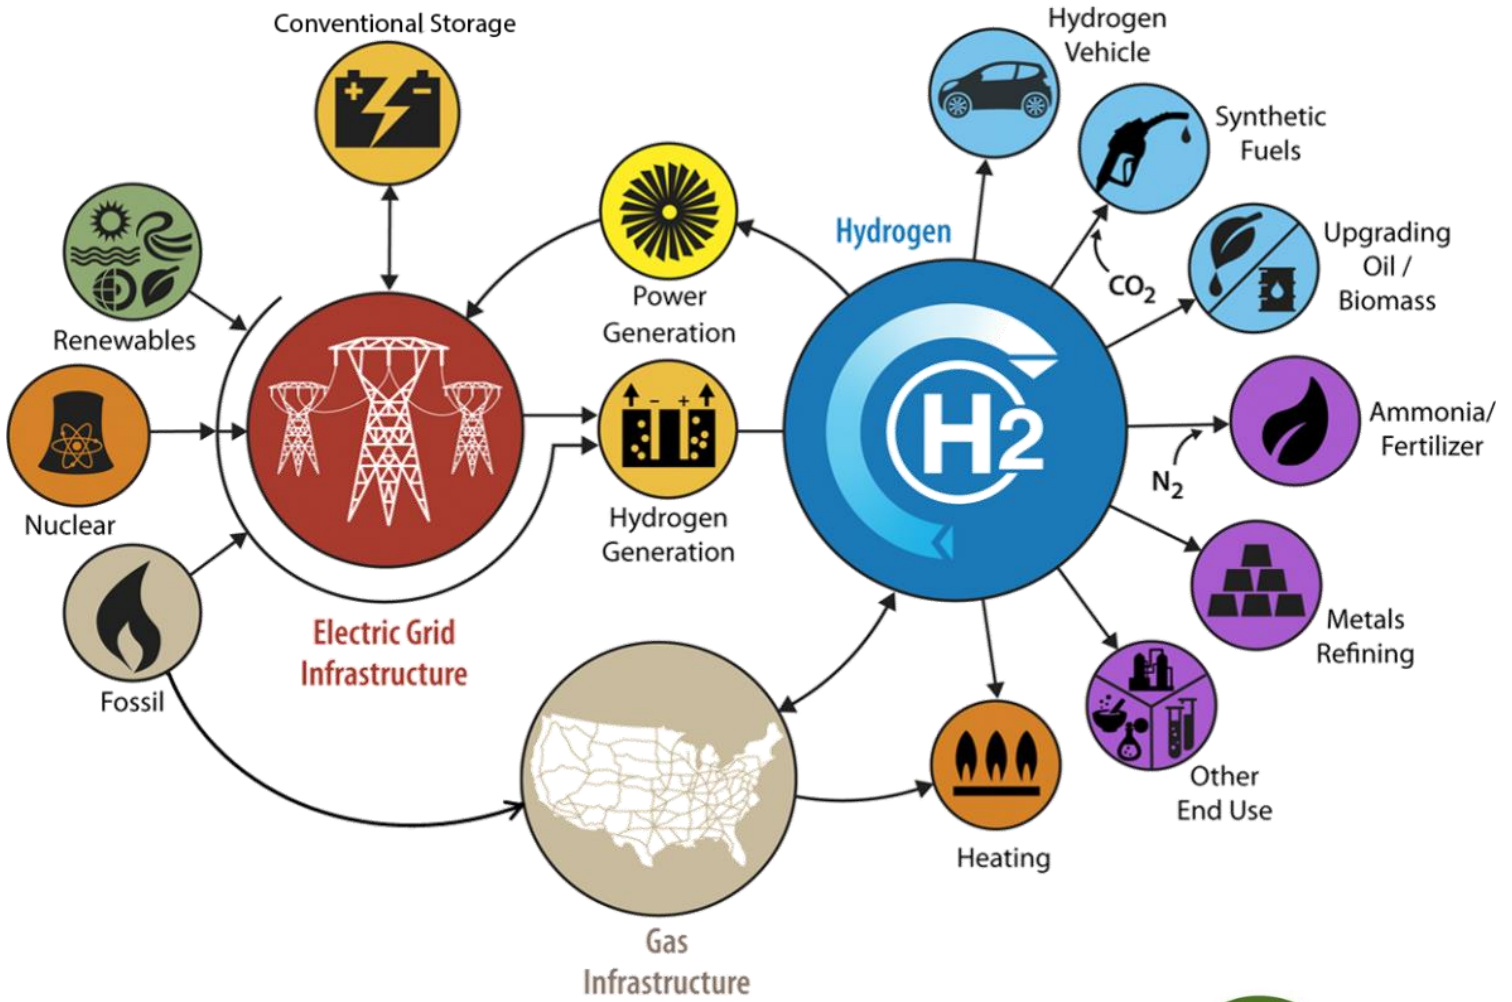 Conventional Storage
Hydrogen
Vehicle
Synthetic
Fuels
Upgrading
Oil /
Biomass
CO2
Hydrogen
Power
Generation
Renewables
+ -
- +
H2
Ammonia/
Fertilizer
N2
Nuclear
Hydrogen
Generation
Electric Grid
Infrastructure
Metals
Refining
Fossil
Other
End Use
Heating
Gas
Infrastructure